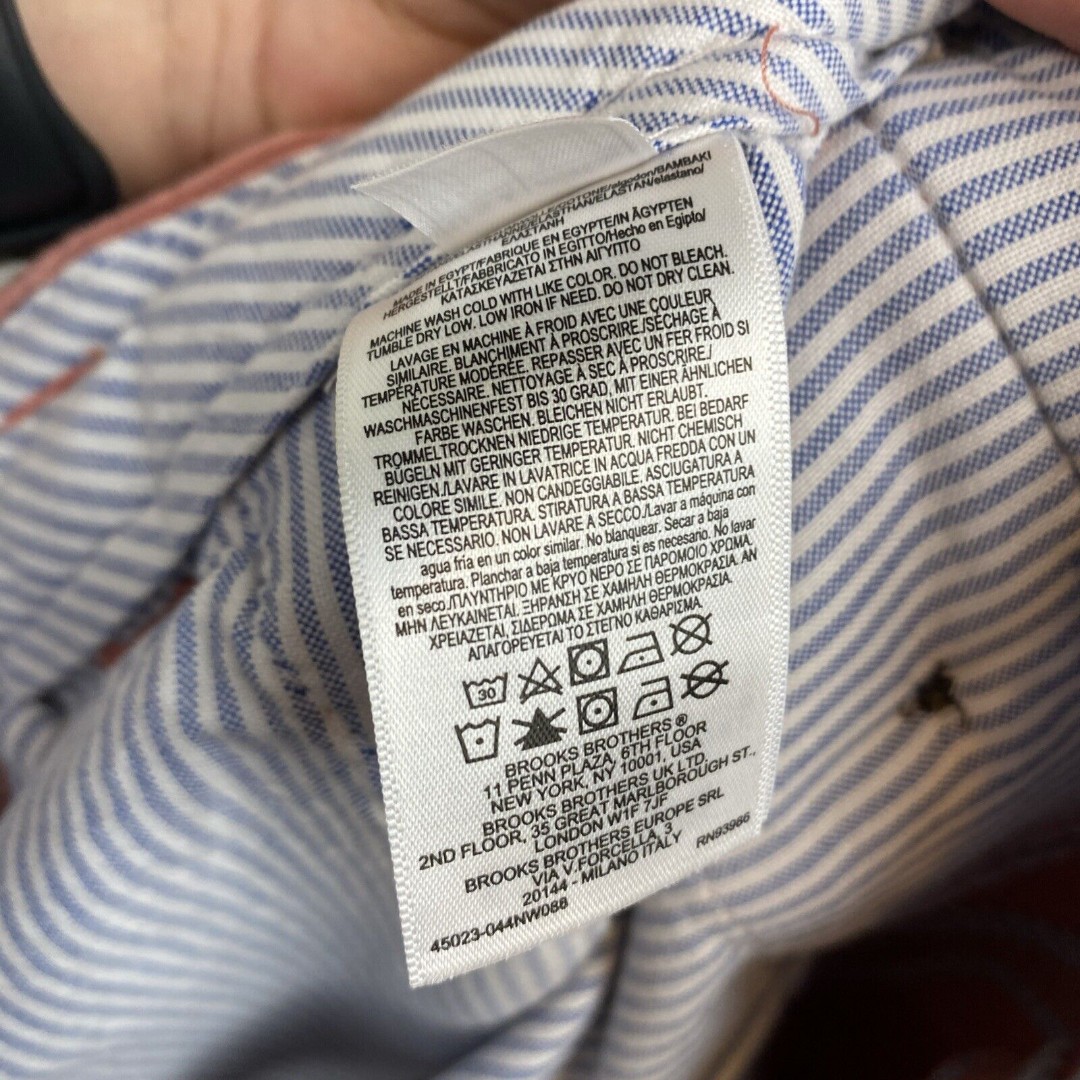 COTONE/algodon/BAMBAKI
ELASTHAN/ELASTAN/elastano/
ΕΛΑΣΤΑΝΗ
MADE IN EGYPT/FABRIQUE EN EGYPTE/IN ÄGYPTEN
HERGESTELLT/FABBRICATO IN EGITTO/Hecho en Egipto/
ΚΑΤΑΣΚΕΥΑΖΕΤΑΙ ΣΤΗΝ ΑΙΓΥΠΤΟ
MACHINE WASH COLD WITH LIKE COLOR. DO NOT BLEACH.
TUMBLE DRY LOW. LOW IRON IF NEED. DO NOT DRY CLEAN.
LAVAGE EN MACHINE À FROID AVEC UNE COULEUR
SIMILAIRE. BLANCHIMENT À PROSCRIRE/SÉCHAGE À
TEMPÉRATURE MODÉRÉE. REPASSER AVEC UN FER FROID SI
NÉCESSAIRE. NETTOYAGE À SEC À PROSCRIRE./
WASCHMASCHINENFEST BIS 30 GRAD, MIT EINER ÄHNLICHEN
FARBE WASCHEN. BLEICHEN NICHT ERLAUBT.
TROMMELTROCKNEN NIEDRIGE TEMPERATUR. BEI BEDARF
BÜGELN MIT GERINGER TEMPERATUR. NICHT CHEMISCH
REINIGEN./LAVARE IN LAVATRICE IN ACQUA FREDDA CON UN
COLORE SIMILE. NON CANDEGGIABILE. ASCIUGATURA A
BASSA TEMPERATURA. STIRATURA A BASSA TEMPERATURA
SE NECESSARIO. NON LAVARE A SECCO./Lavar a máquina con
agua fría en un color similar. No blanquear. Secar a baja
temperatura. Planchar a baja temperatura si es necesario. No lavar
en seco./ΠΛΥΝΤΗΡΙΟ ΜΕ ΚΡΥΟ ΝΕΡΟ ΣΕ ΠΑΡΟΜΟΙΟ ΧΡΩΜΑ.
ΜΗΝ ΛΕΥΚΑΙΝΕΤΑΙ. ΞΗΡΑΝΣΗ ΣΕ ΧΑΜΗΛΗ ΘΕΡΜΟΚΡΑΣΙΑ. ΑΝ
ΧΡΕΙΑΖΕΤΑΙ, ΣΙΔΕΡΩΜΑ ΣΕ ΧΑΜΗΛΗ ΘΕΡΜΟΚΡΑΣΙΑ.
ΑΠΑΓΟΡΕΥΕΤΑΙ ΤΟ ΣΤΕΓΝΟ ΚΑΘΑΡΙΣΜΑ.
30
BROOKS BROTHERS®
11 PENN PLAZA, 6TH FLOOR
NEW YORK, NY 10001, USA
BROOKS BROTHERS UK LTD.
2ND FLOOR, 35 GREAT MARLBOROUGH ST.,
LONDON W1F 7JF
BROOKS BROTHERS EUROPE SRL
VIA V.FORCELLA, 3
20144 - MILANO ITALY
RN93966
45023-044NW088